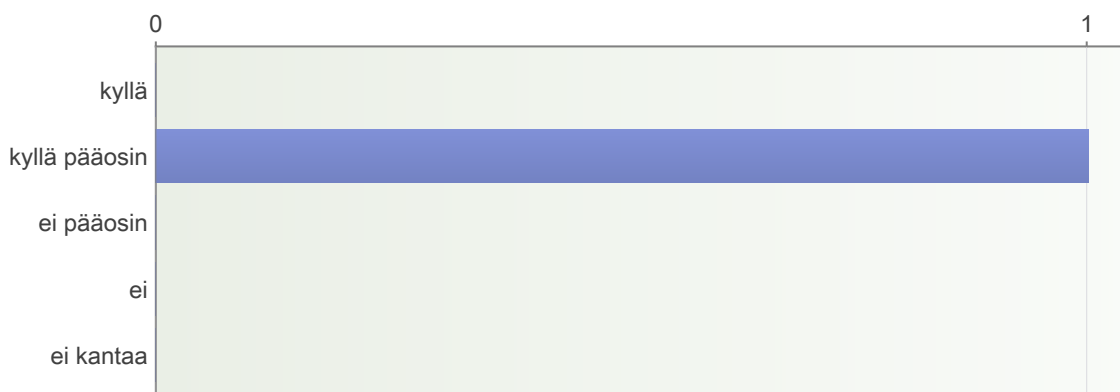 0 1
kyllä
kyllä pääosin
ei pääosin
ei
ei kantaa